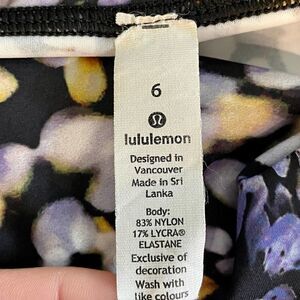 6
lululemon
Designed in
Vancouver
Made in Sri
Lanka
Body:
83% NYLON
17% LYCRA®
ELASTANE
Exclusive of
decoration
Wash with
like colours